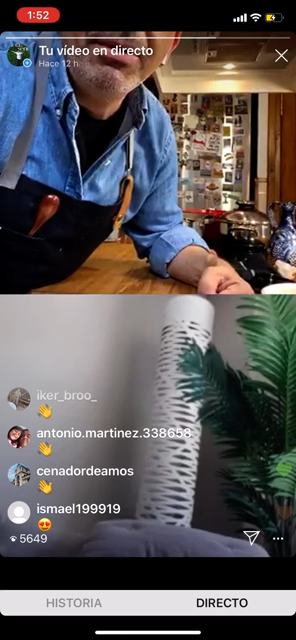 1:52
Tu vídeo en directo
Hace 12 h
iker_broo_
antonio.martinez.338658
cenadordeamos
ismael199919
5649
HISTORIA
DIRECTO